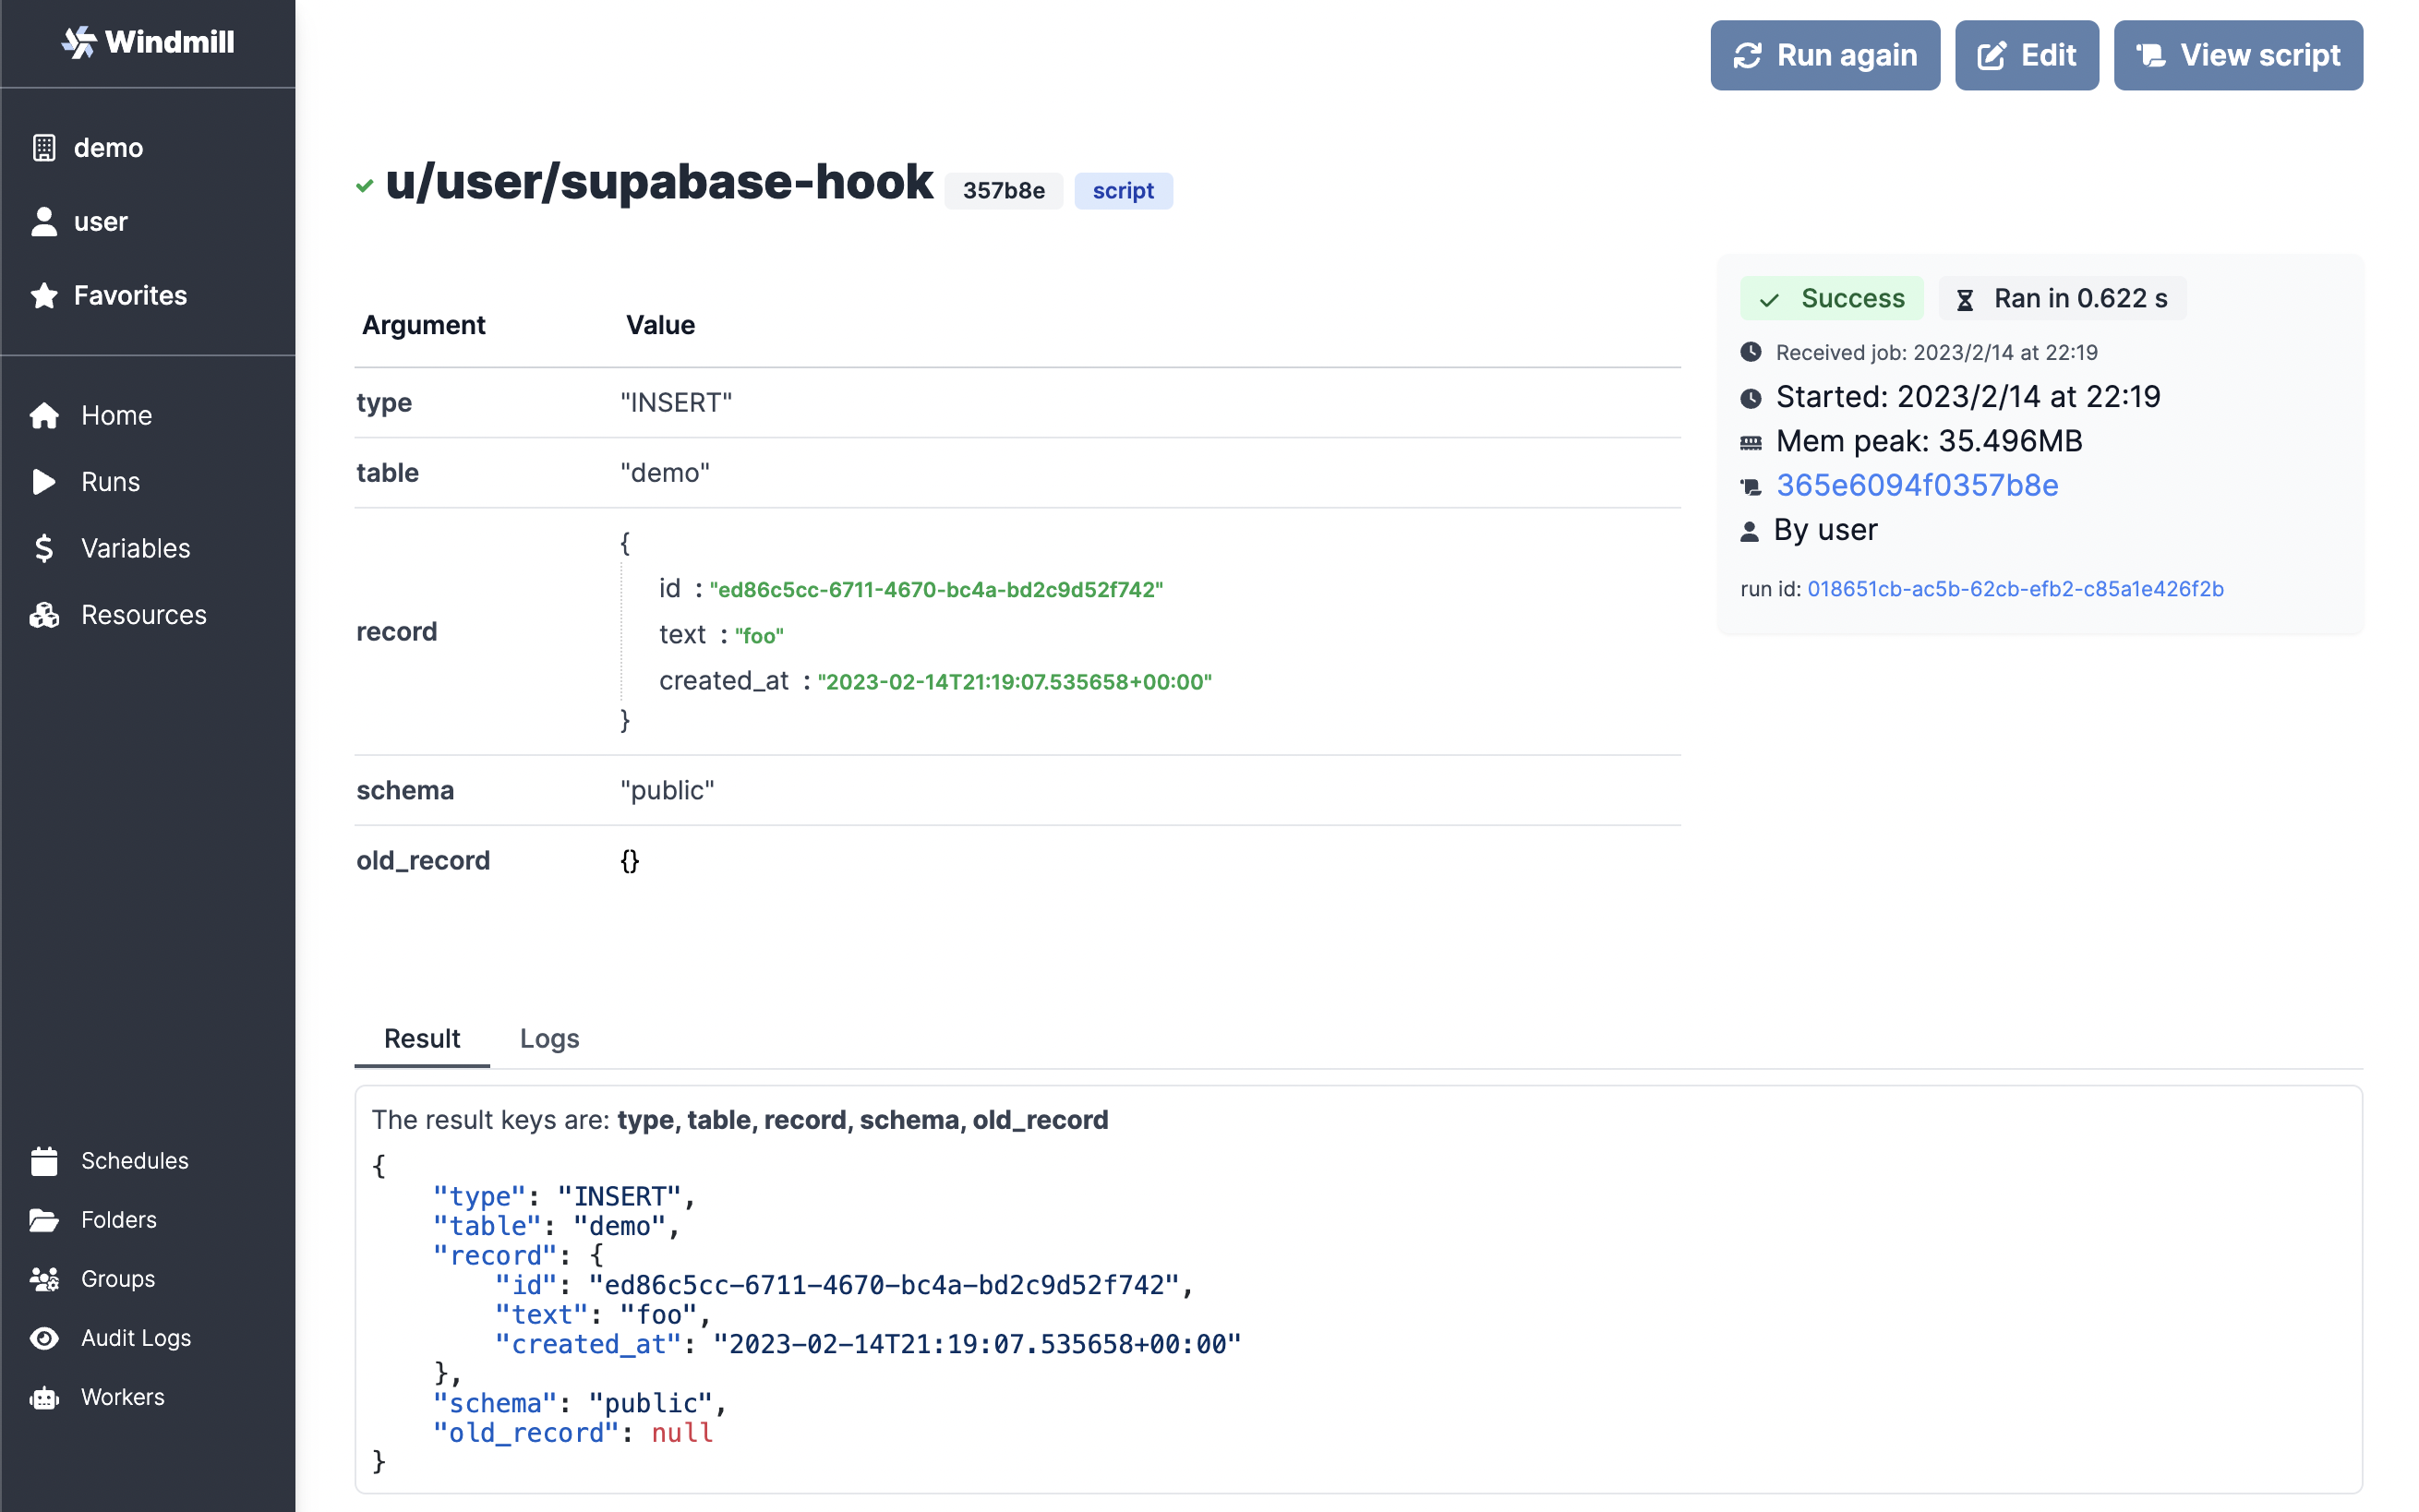 Windmill
demo
user
Favorites
Home
Runs
Variables
Resources
Schedules
Folders
Groups
Audit Logs
Workers
Run again
Edit
View script
u/user/supabase-hook 357b8e script
Argument Value
type "INSERT"
table "demo"
record
{
id : "ed86c5cc-6711-4670-bc4a-bd2c9d52f742"
text : "foo"
created_at : "2023-02-14T21:19:07.535658+00:00"
}
schema "public"
old_record {}
Success Ran in 0.622 s
Received job: 2023/2/14 at 22:19
Started: 2023/2/14 at 22:19
Mem peak: 35.496MB
365e6094f0357b8e
By user
run id: 018651cb-ac5b-62cb-efb2-c85a1e426f2b
Result Logs
The result keys are: type, table, record, schema, old_record
{
"type": "INSERT",
"table": "demo",
"record": {
"id": "ed86c5cc-6711-4670-bc4a-bd2c9d52f742",
"text": "foo",
"created_at": "2023-02-14T21:19:07.535658+00:00"
},
"schema": "public",
"old_record": null
}